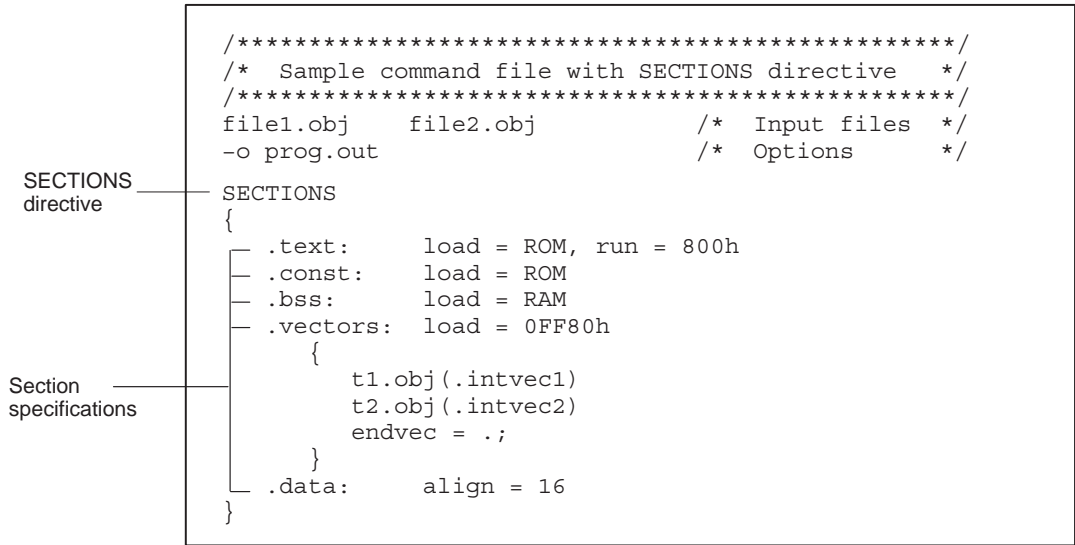 /**************************************************/
/*  Sample command file with SECTIONS directive   */
/**************************************************/
file1.obj    file2.obj           /*  Input files  */
–o prog.out                      /*  Options      */
SECTIONS directive
SECTIONS
{
.text:     load = ROM, run = 800h
.const:    load = ROM
.bss:      load = RAM
.vectors:  load = 0FF80h
{
t1.obj(.intvec1)
t2.obj(.intvec2)
endvec = .;
}
.data:     align = 16
}
Section specifications